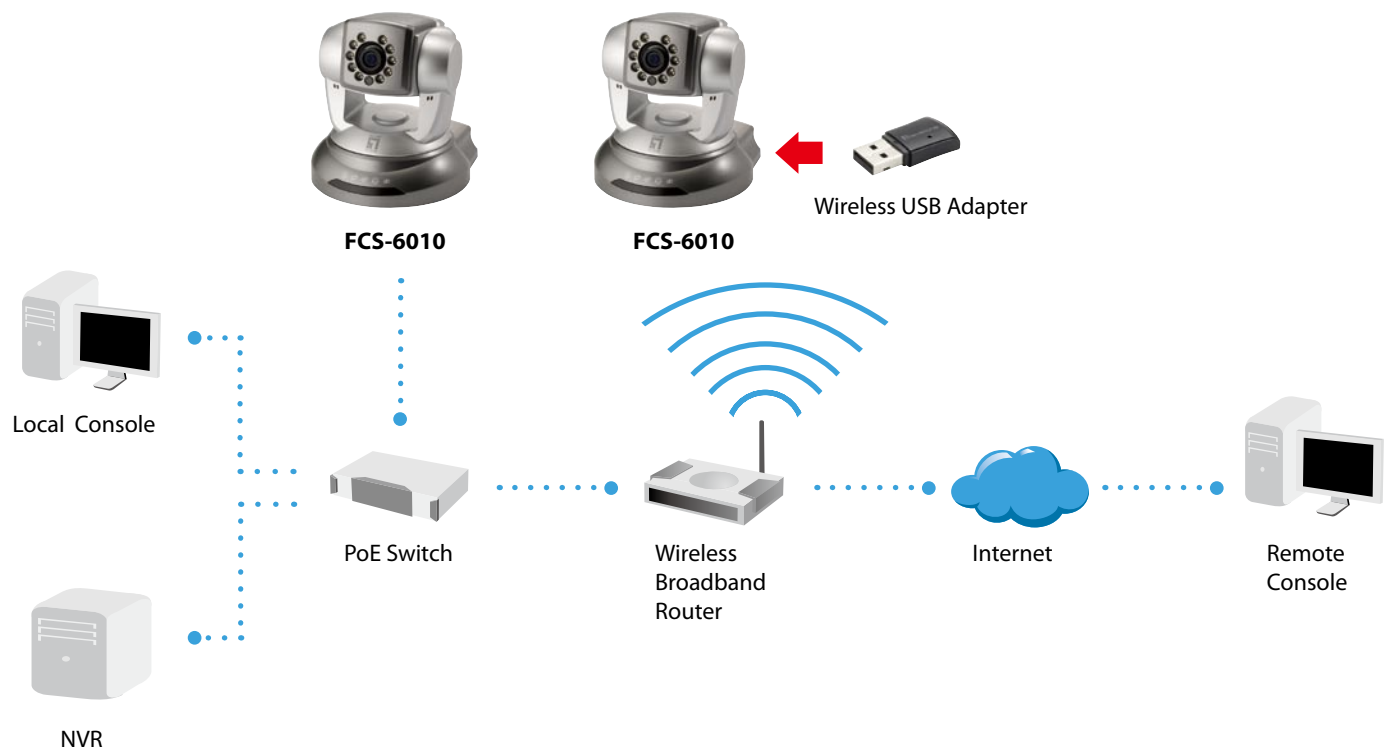 Wireless USB Adapter
FCS-6010
FCS-6010
Local Console
PoE Switch
Wireless
Broadband
Router
Internet
Remote
Console
NVR